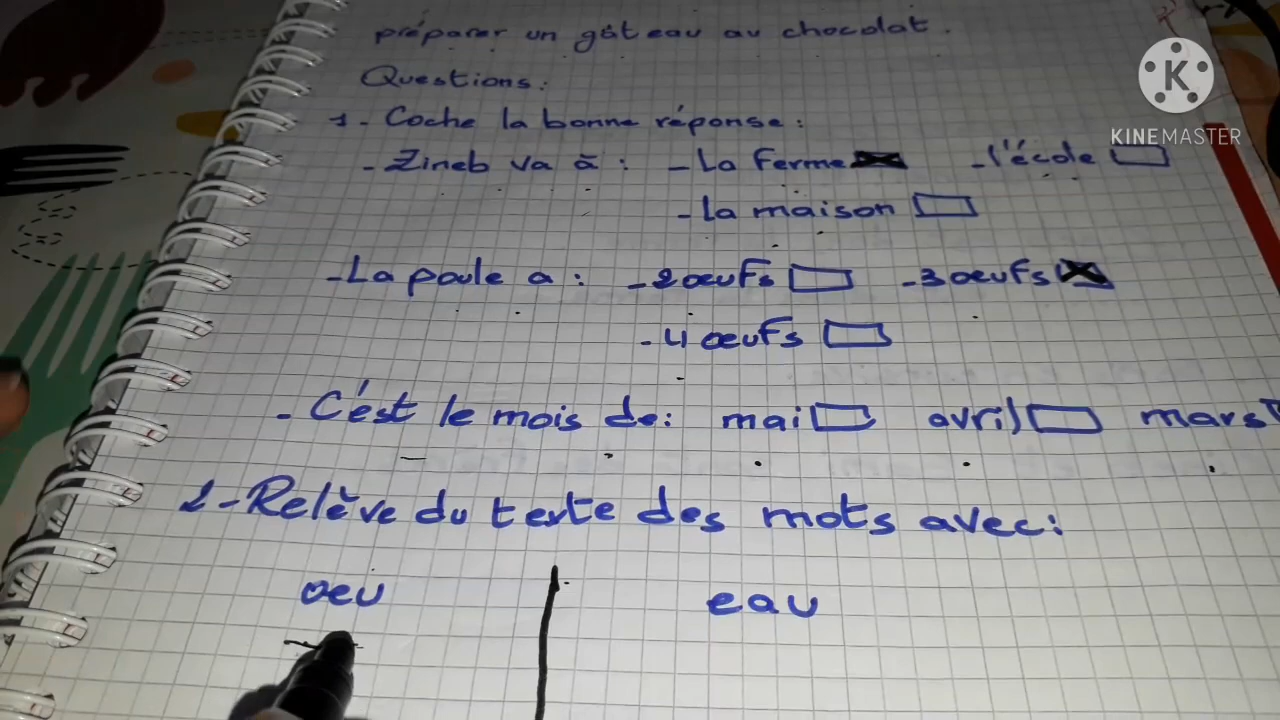 préparer un gâteau au chocolat.
Questions:
1- Coche la bonne réponse:
- Zineb va à : - La ferme - l'école
- la maison
- La poule a : - 2 oeufs - 3 oeufs
- 4 oeufs
- C'est le mois de: mai avril mars
2- Relève du texte des mots avec:
oeu eau
K
KINEMASTER